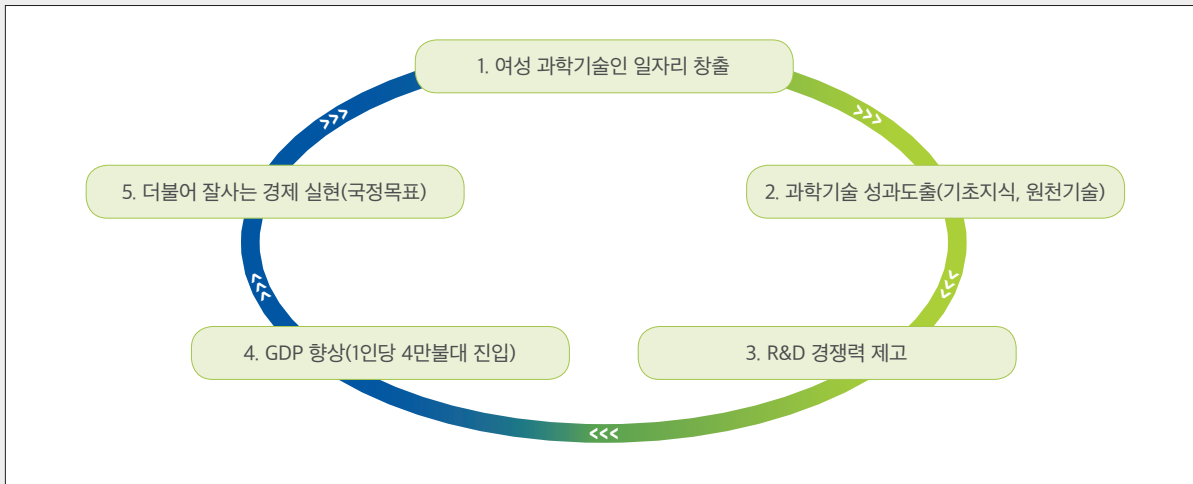 1. 여성 과학기술인 일자리 창출
2. 과학기술 성과도출(기초지식, 원천기술)
3. R&D 경쟁력 제고
4. GDP 향상(1인당 4만불대 진입)
5. 더불어 잘사는 경제 실현(국정목표)